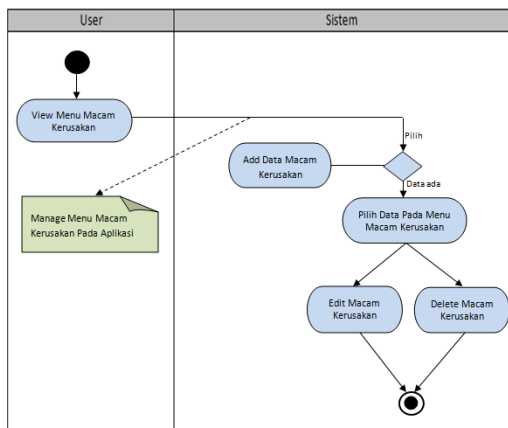 User
Sistem
View Menu Macam
Kerusakan
Pilih
Add Data Macam
Kerusakan
Data ada
Manage Menu Macam
Kerusakan Pada Aplikasi
Pilih Data Pada Menu
Macam Kerusakan
Edit Macam
Kerusakan
Delete Macam
Kerusakan